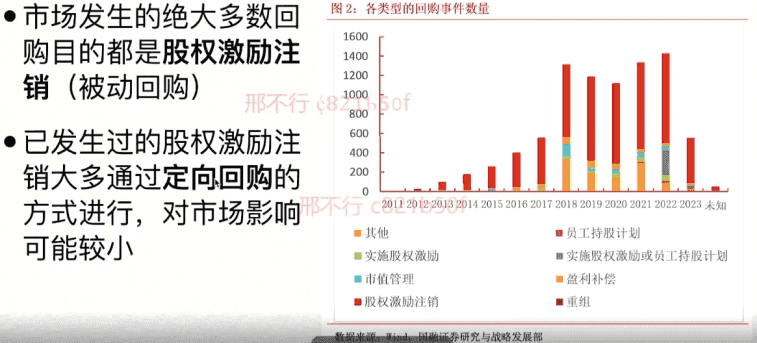 •市场发生的绝大多数回
购目的都是股权激励注
销（被动回购）
•已发生过的股权激励注
销大多通过定向回购的
方式进行，对市场影响
可能较小
图2：各类型的回购事件数量
1600
1400
1200
1000
800
600
400
200
0
2011 2012 2013 2014 2015 2016 2017 2018 2019 2020 2021 2022 2023 未知
其他
员工持股计划
实施股权激励
实施股权激励或员工持股计划
市值管理
盈利补偿
股权激励注销
重组
数据来源：Wind，国融证券研究与战略发展部
邢不行
邢不行 c821b50f